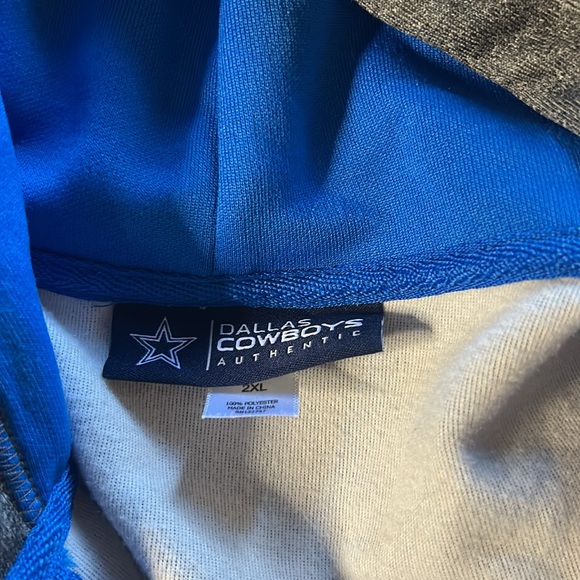 DALLAS
COWBOYS
AUTHENTIC
2XL
100% POLYESTER
MADE IN CHINA